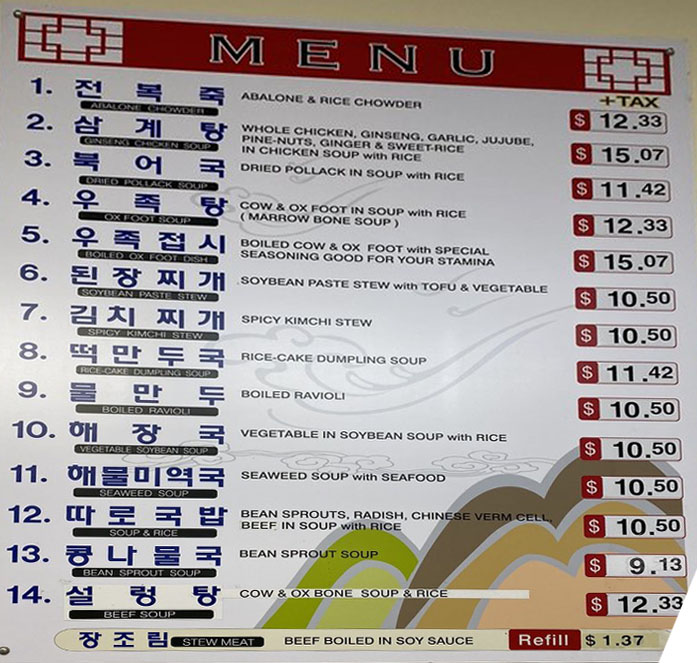 MENU
+TAX
1. 전복죽 ABALONE & RICE CHOWDER $ 12.33
ABALONE CHOWDER
2. 삼계탕 WHOLE CHICKEN, GINSENG, GARLIC, JUJUBE, $ 15.07
GINSENG CHICKEN SOUP PINE-NUTS, GINGER & SWEET-RICE
IN CHICKEN SOUP with RICE
3. 북어국 DRIED POLLACK IN SOUP with RICE $ 11.42
DRIED POLLACK SOUP
4. 우족탕 COW & OX FOOT IN SOUP with RICE $ 12.33
OX FOOT SOUP ( MARROW BONE SOUP )
5. 우족접시 BOILED COW & OX FOOT with SPECIAL $ 15.07
BOILED OX FOOT DISH SEASONING GOOD FOR YOUR STAMINA
6. 된장찌개 SOYBEAN PASTE STEW with TOFU & VEGETABLE $ 10.50
SOYBEAN PASTE STEW
7. 김치찌개 SPICY KIMCHI STEW $ 10.50
SPICY KIMCHI STEW
8. 떡만두국 RICE-CAKE DUMPLING SOUP $ 11.42
RICE-CAKE DUMPLING SOUP
9. 물만두 BOILED RAVIOLI $ 10.50
BOILED RAVIOLI
10. 해장국 VEGETABLE IN SOYBEAN SOUP with RICE $ 10.50
VEGETABLE SOYBEAN SOUP
11. 해물미역국 SEAWEED SOUP with SEAFOOD $ 10.50
SEAWEED SOUP
12. 따로국밥 BEAN SPROUTS, RADISH, CHINESE VERM CELL, $ 10.50
SOUP & RICE BEEF, IN SOUP with RICE
13. 콩나물국 BEAN SPROUT SOUP $ 9.13
BEAN SPROUT SOUP
14. 설렁탕 COW & OX BONE SOUP & RICE $ 12.33
BEEF SOUP
장조림 STEW MEAT BEEF BOILED IN SOY SAUCE Refill $ 1.37